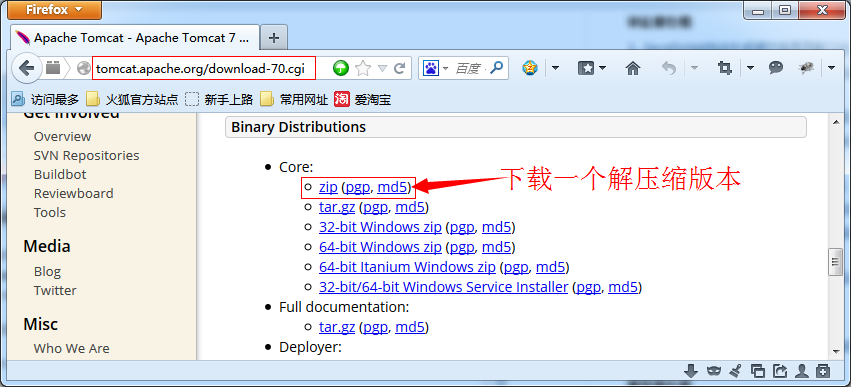 Firefox
Apache Tomcat - Apache Tomcat 7 ...
tomcat.apache.org/download-70.cgi
百度
访问最多 火狐官方站点 新手上路 常用网址 淘 爱淘宝
Get Involved
Overview
SVN Repositories
Buildbot
Reviewboard
Tools
Media
Blog
Twitter
Misc
Who We Are
Binary Distributions
Core:
zip (pgp, md5)
下载一个解压缩版本
tar.gz (pgp, md5)
32-bit Windows zip (pgp, md5)
64-bit Windows zip (pgp, md5)
64-bit Itanium Windows zip (pgp, md5)
32-bit/64-bit Windows Service Installer (pgp, md5)
Full documentation:
tar.gz (pgp, md5)
Deployer: